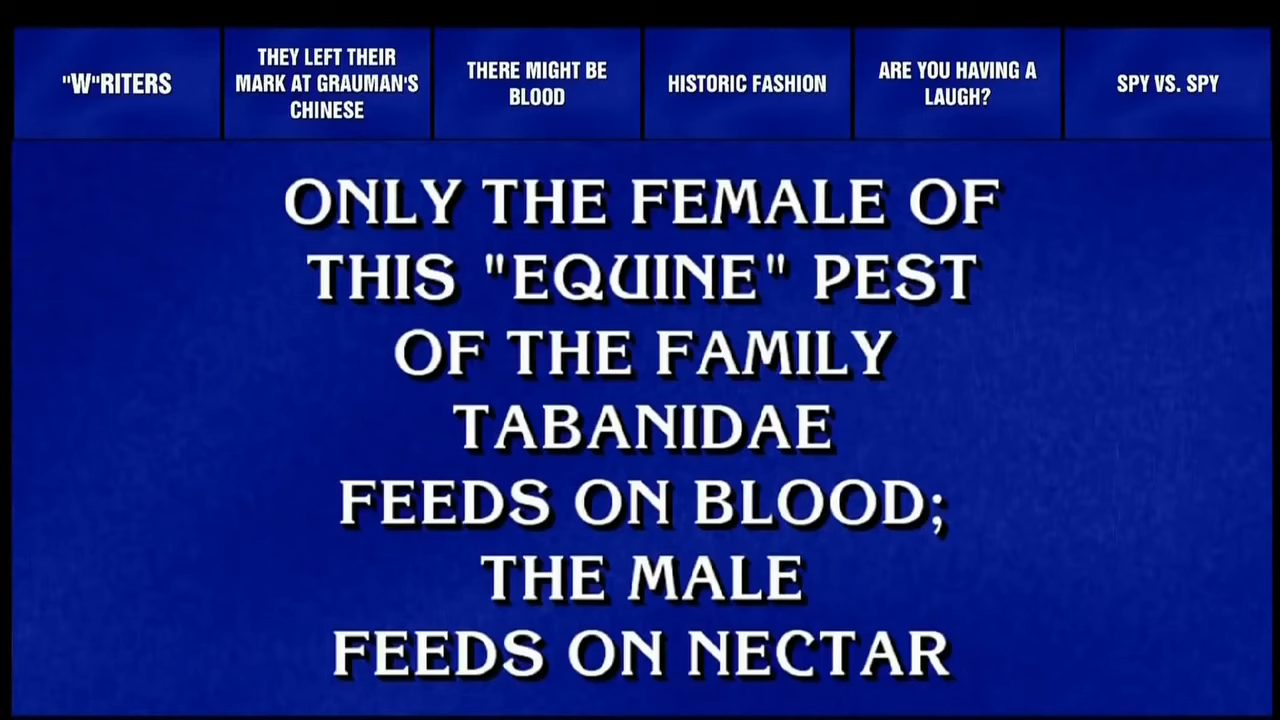 "W"RITERS
THEY LEFT THEIR
MARK AT GRAUMAN'S
CHINESE
THERE MIGHT BE
BLOOD
HISTORIC FASHION
ARE YOU HAVING A
LAUGH?
SPY VS. SPY
ONLY THE FEMALE OF
THIS "EQUINE" PEST
OF THE FAMILY
TABANIDAE
FEEDS ON BLOOD;
THE MALE
FEEDS ON NECTAR